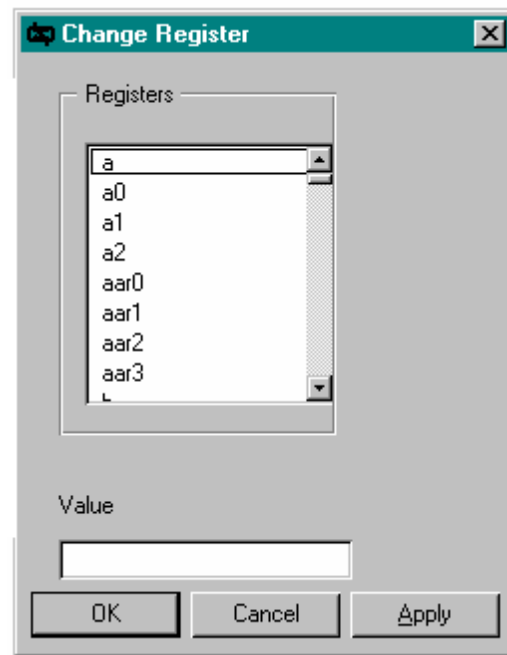 Change Register
Registers
a
a0
a1
a2
aar0
aar1
aar2
aar3
Value
OK Cancel Apply